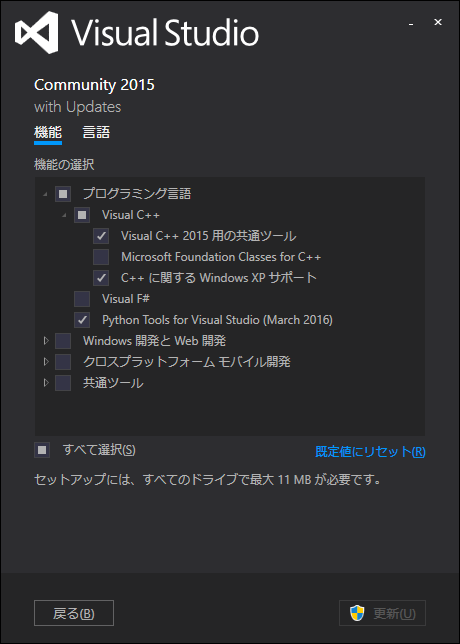 Visual Studio
Community 2015
with Updates
機能 言語
機能の選択
プログラミング言語
Visual C++
Visual C++ 2015 用の共通ツール
Microsoft Foundation Classes for C++
C++ に関する Windows XP サポート
Visual F#
Python Tools for Visual Studio (March 2016)
Windows 開発と Web 開発
クロスプラットフォーム モバイル開発
共通ツール
すべて選択(S) 既定値にリセット(R)
セットアップには、すべてのドライブで最大 11 MB が必要です。
戻る(B) 更新(U)